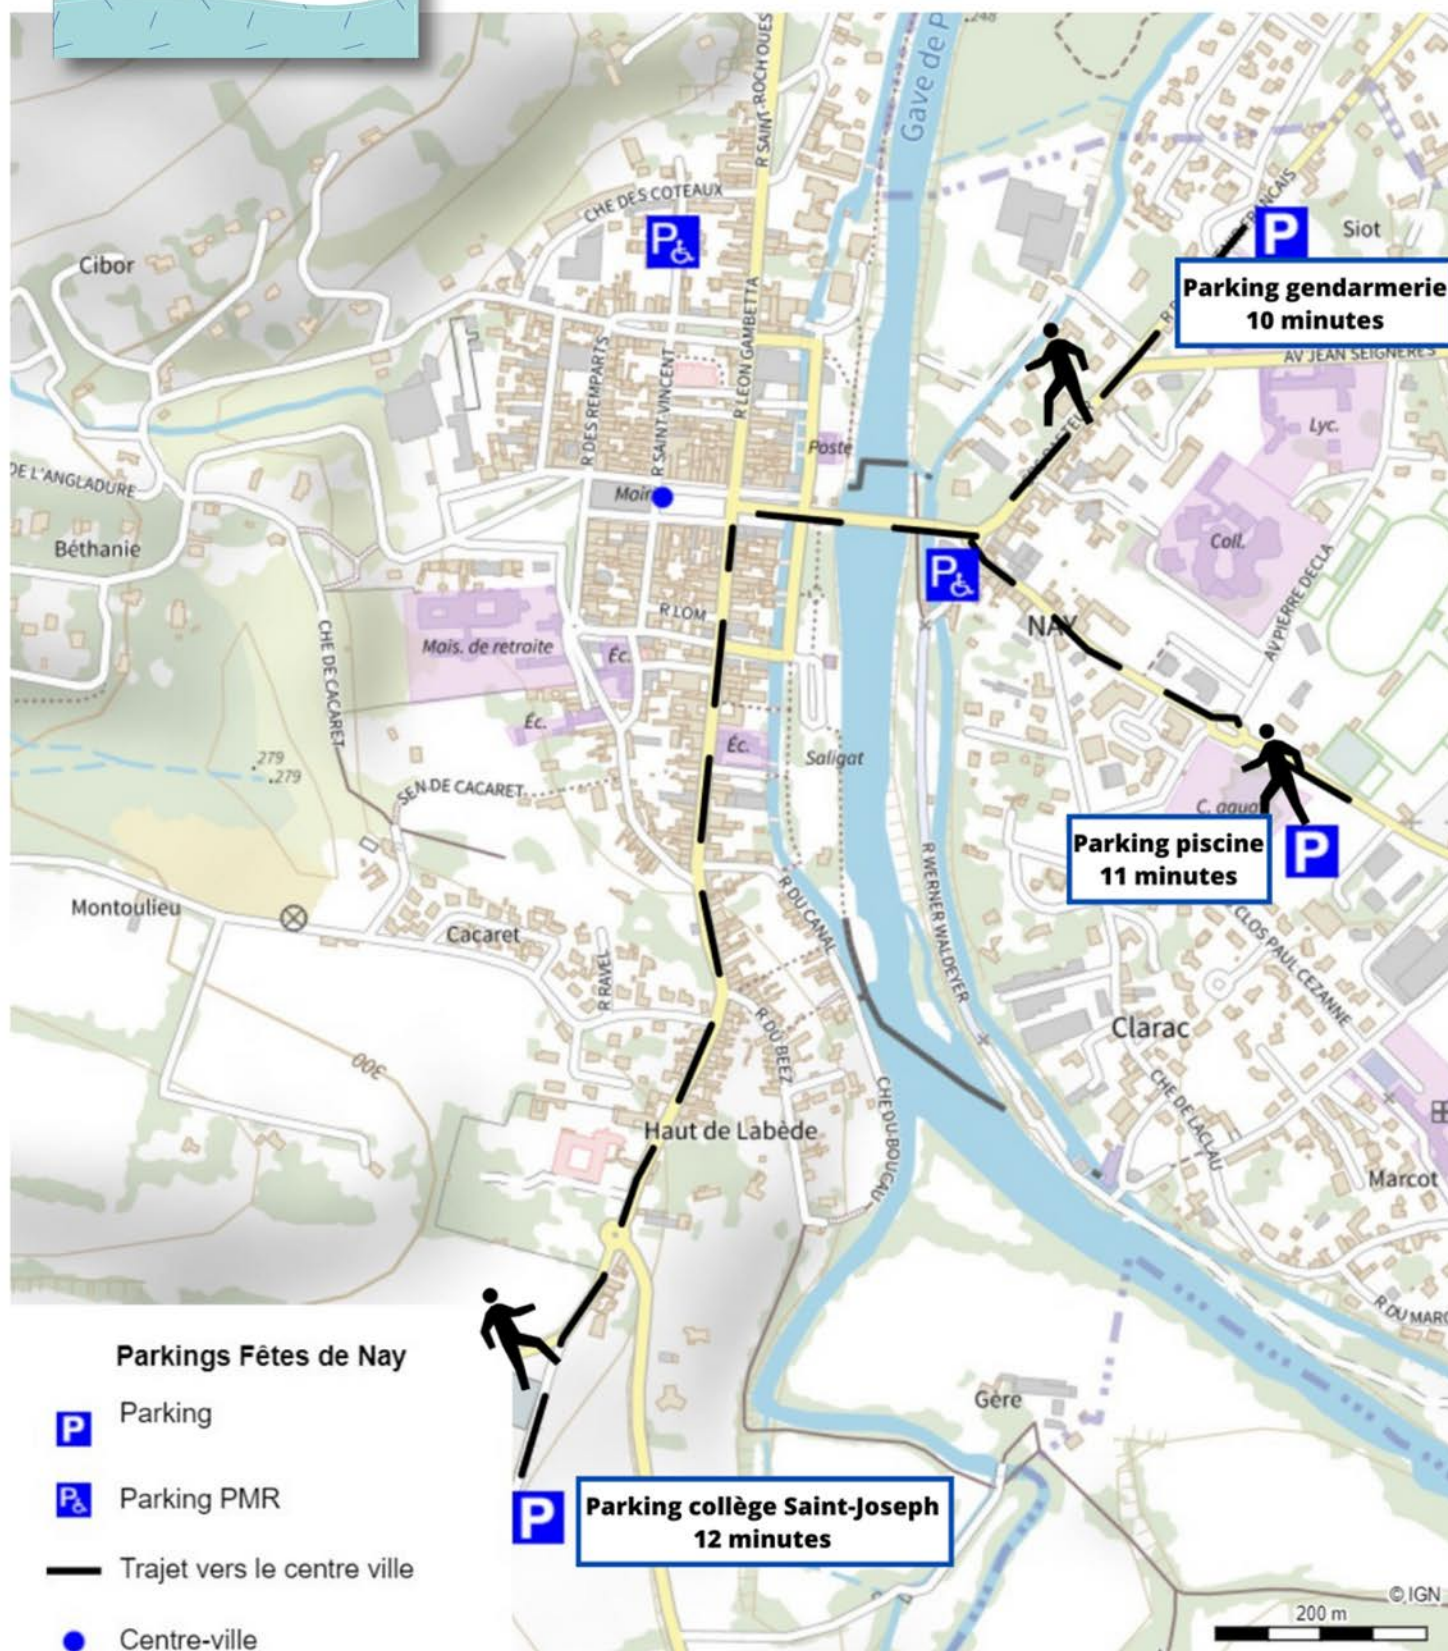 Gave de P
248
R SAINT-ROCH
CHE DES COTEAUX
Cibor
Siot
Parking gendarmerie
10 minutes
AV JEAN SEIGNERES
R LEON GAMBETTA
R DES REMPARTS
R SAINT-VINCENT
Lyc.
Poste
DE L'ANGLADURE
Béthanie
Coll.
AV PIERRE DECLA
R LOM
NAY
Mais. de retraite
Éc.
Éc.
Éc.
CHE DE CACARET
279
279
Saligat
SEN DE CACARET
Parking piscine
11 minutes
Montoulieu
Cacaret
R RAVEL
R DU CANAL
R WERNER WALDEYER
CLOS PAUL CEZANNE
Clarac
300
R DU BEEZ
CHE DU BOUGAU
CHE DE LACLAU
Haut de Labède
Marcot
R DU MARC
Gère
Parkings Fêtes de Nay
P Parking
P Parking PMR
Trajet vers le centre ville
Centre-ville
P
Parking collège Saint-Joseph
12 minutes
© IGN
200 m